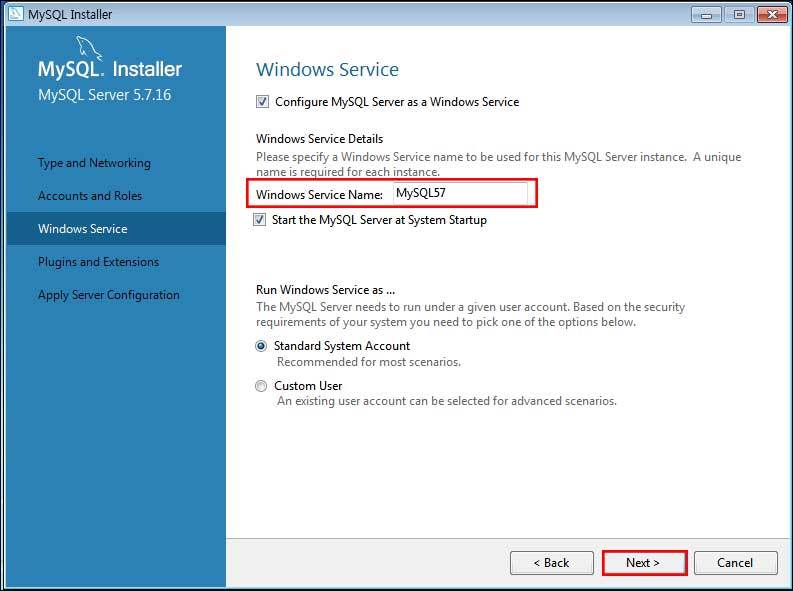 MySQL Installer
MySQL. Installer
MySQL Server 5.7.16
Type and Networking
Accounts and Roles
Windows Service
Plugins and Extensions
Apply Server Configuration
Windows Service
Configure MySQL Server as a Windows Service
Windows Service Details
Please specify a Windows Service name to be used for this MySQL Server instance. A unique
name is required for each instance.
Windows Service Name: MySQL57
Start the MySQL Server at System Startup
Run Windows Service as ...
The MySQL Server needs to run under a given user account. Based on the security
requirements of your system you need to pick one of the options below.
Standard System Account
Recommended for most scenarios.
Custom User
An existing user account can be selected for advanced scenarios.
< Back Next > Cancel